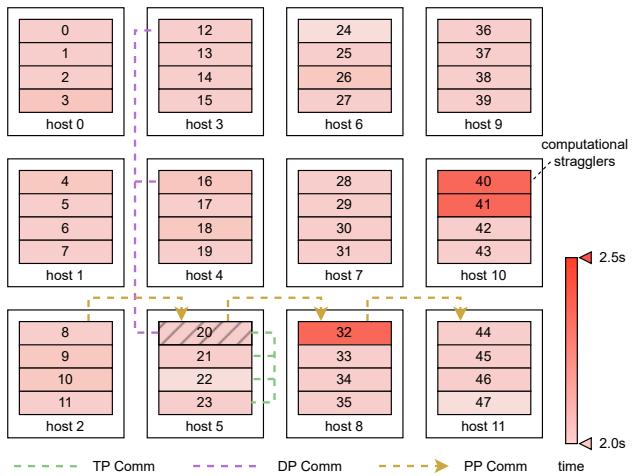 0
1
2
3
host 0
12
13
14
15
host 3
24
25
26
27
host 6
36
37
38
39
host 9
computational
stragglers
4
5
6
7
host 1
16
17
18
19
host 4
28
29
30
31
host 7
40
41
42
43
host 10
8
9
10
11
host 2
20
21
22
23
host 5
32
33
34
35
host 8
44
45
46
47
host 11
2.5s
2.0s
TP Comm
DP Comm
PP Comm
time